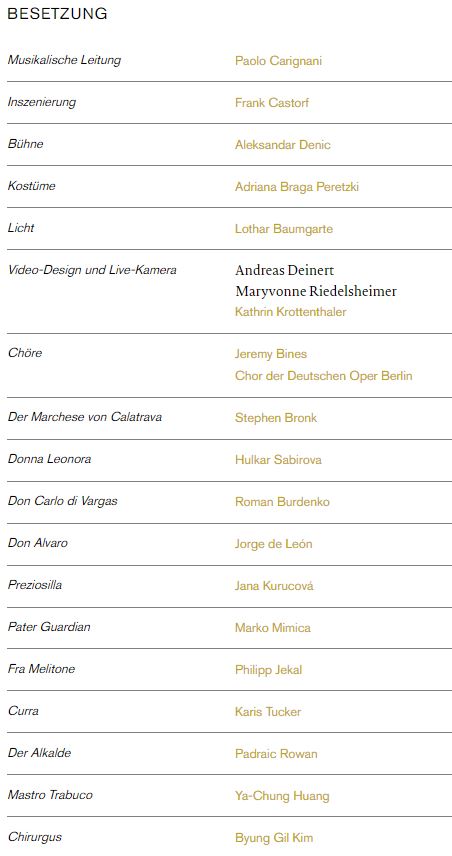 BESETZUNG
Musikalische Leitung Paolo Carignani
Inszenierung Frank Castorf
Bühne Aleksandar Denic
Kostüme Adriana Braga Peretzki
Licht Lothar Baumgarte
Video-Design und Live-Kamera Andreas Deinert
Maryvonne Riedelsheimer
Kathrin Krottenthaler
Chöre Jeremy Bines
Chor der Deutschen Oper Berlin
Der Marchese von Calatrava Stephen Bronk
Donna Leonora Hulkar Sabirova
Don Carlo di Vargas Roman Burdenko
Don Alvaro Jorge de León
Preziosilla Jana Kurucová
Pater Guardian Marko Mimica
Fra Melitone Philipp Jekal
Curra Karis Tucker
Der Alkalde Padraic Rowan
Mastro Trabuco Ya-Chung Huang
Chirurgus Byung Gil Kim